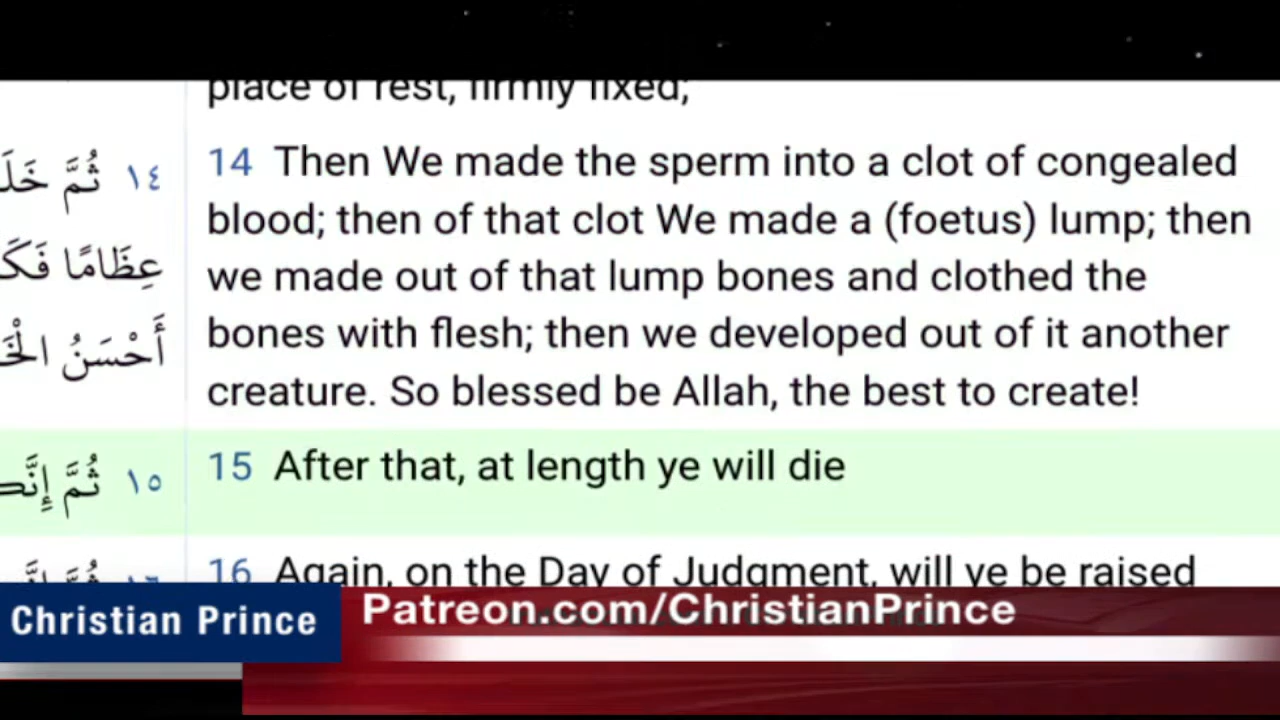 place of rest, firmly fixed;
١٤ ثُمَّ
14 Then We made the sperm into a clot of congealed
blood; then of that clot We made a (foetus) lump; then
عِظَامًا
we made out of that lump bones and clothed the
bones with flesh; then we developed out of it another
أَحْسَنُ
creature. So blessed be Allah, the best to create!
١٥ ثُمَّ
15 After that, at length ye will die
16 Again, on the Day of Judgment, will ye be raised
Christian Prince
Patreon.com/ChristianPrince